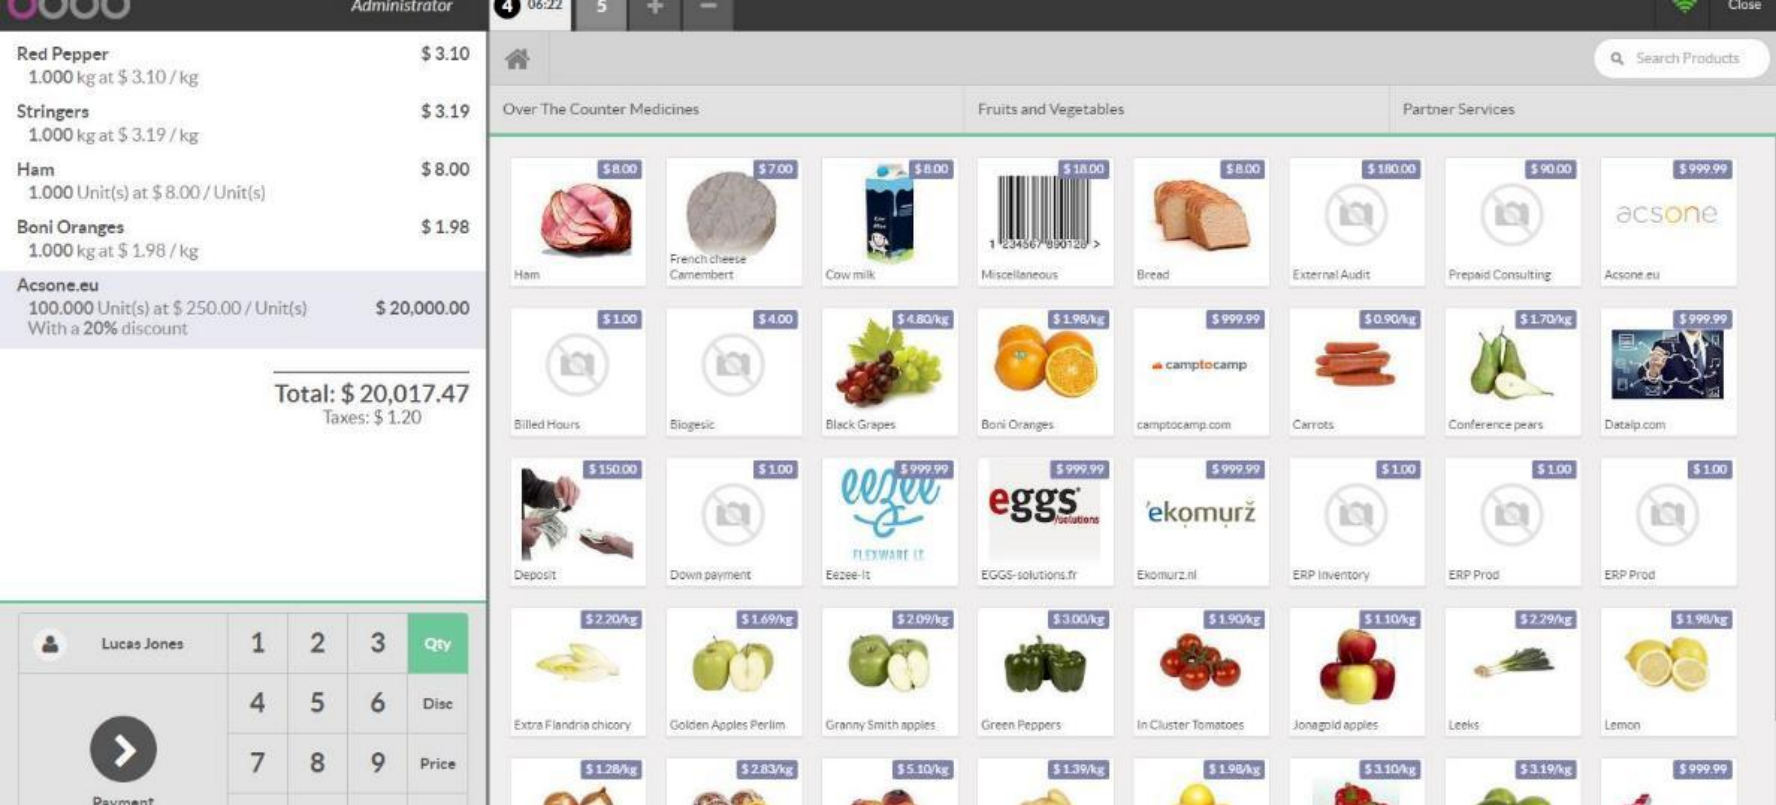 Administrator
4 06:22
5
+
−
Close
Red Pepper
$ 3.10
1.000 kg at $ 3.10 / kg
Stringers
$ 3.19
1.000 kg at $ 3.19 / kg
Ham
$ 8.00
1.000 Unit(s) at $ 8.00 / Unit(s)
Boni Oranges
$ 1.98
1.000 kg at $ 1.98 / kg
Acsone.eu
100.000 Unit(s) at $ 250.00 / Unit(s)
$ 20,000.00
With a 20% discount
Total: $ 20,017.47
Taxes: $ 1.20
Lucas Jones
1 2 3 Qty
4 5 6 Disc
7 8 9 Price
Payment
Search Products
Over The Counter Medicines
Fruits and Vegetables
Partner Services
$ 8.00
Ham
$ 7.00
French cheese
Camembert
$ 8.00
Cow milk
$ 18.00
1 234567 890128 >
Miscellaneous
$ 8.00
Bread
$ 180.00
External Audit
$ 90.00
Prepaid Consulting
$ 999.99
acsone
Acsone.eu
$ 1.00
Billed Hours
$ 4.00
Biogesic
$ 4.80/kg
Black Grapes
$ 1.98/kg
Boni Oranges
$ 999.99
camptocamp
camptocamp.com
$ 0.90/kg
Carrots
$ 1.70/kg
Conference pears
$ 999.99
Datalp.com
$ 150.00
Deposit
$ 1.00
Down payment
$ 999.99
eezee
FLEXWARE IT
Eezee-It
$ 999.99
eggs
/solutions
EGGS-solutions.fr
$ 999.99
'ekomurž
Ekomurz.nl
$ 1.00
ERP Inventory
$ 1.00
ERP Prod
$ 1.00
ERP Prod
$ 2.20/kg
Extra Flandria chicory
$ 1.69/kg
Golden Apples Perlim
$ 2.09/kg
Granny Smith apples
$ 3.00/kg
Green Peppers
$ 1.90/kg
In Cluster Tomatoes
$ 1.10/kg
Jonagold apples
$ 2.29/kg
Leeks
$ 1.98/kg
Lemon
$ 1.28/kg
$ 2.83/kg
$ 5.10/kg
$ 1.39/kg
$ 1.98/kg
$ 3.10/kg
$ 3.19/kg
$ 999.99